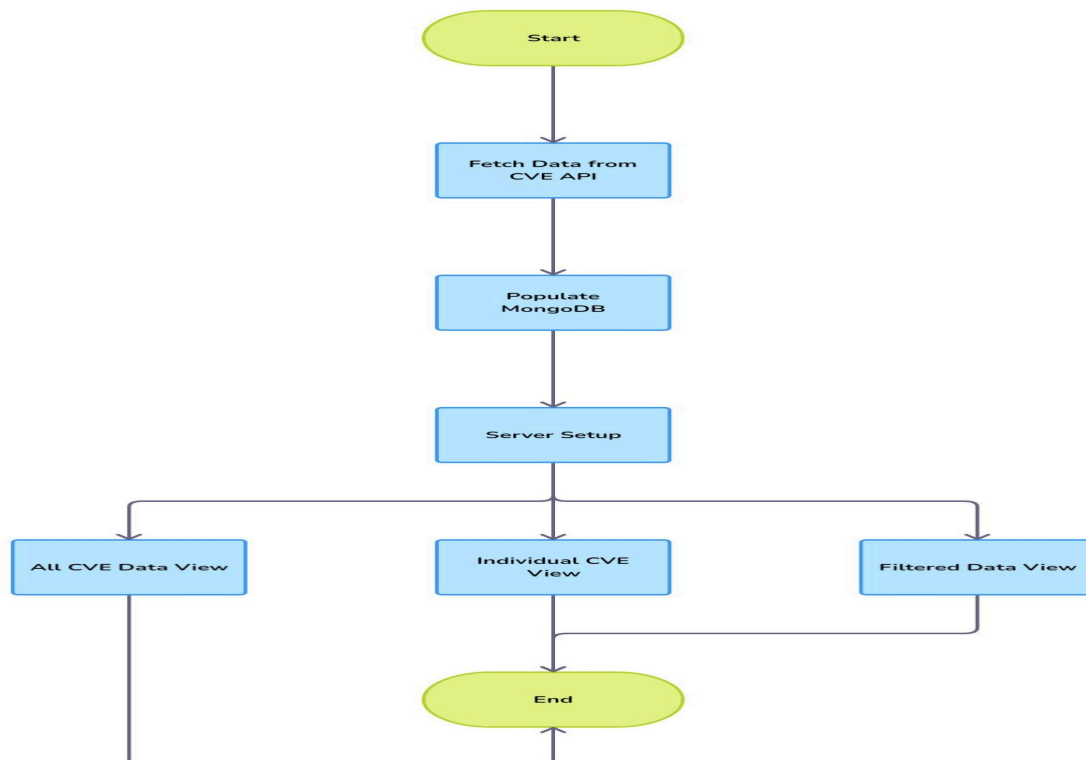 Start
Fetch Data from
CVE API
Populate
MongoDB
Server Setup
All CVE Data View
Individual CVE
View
Filtered Data View
End